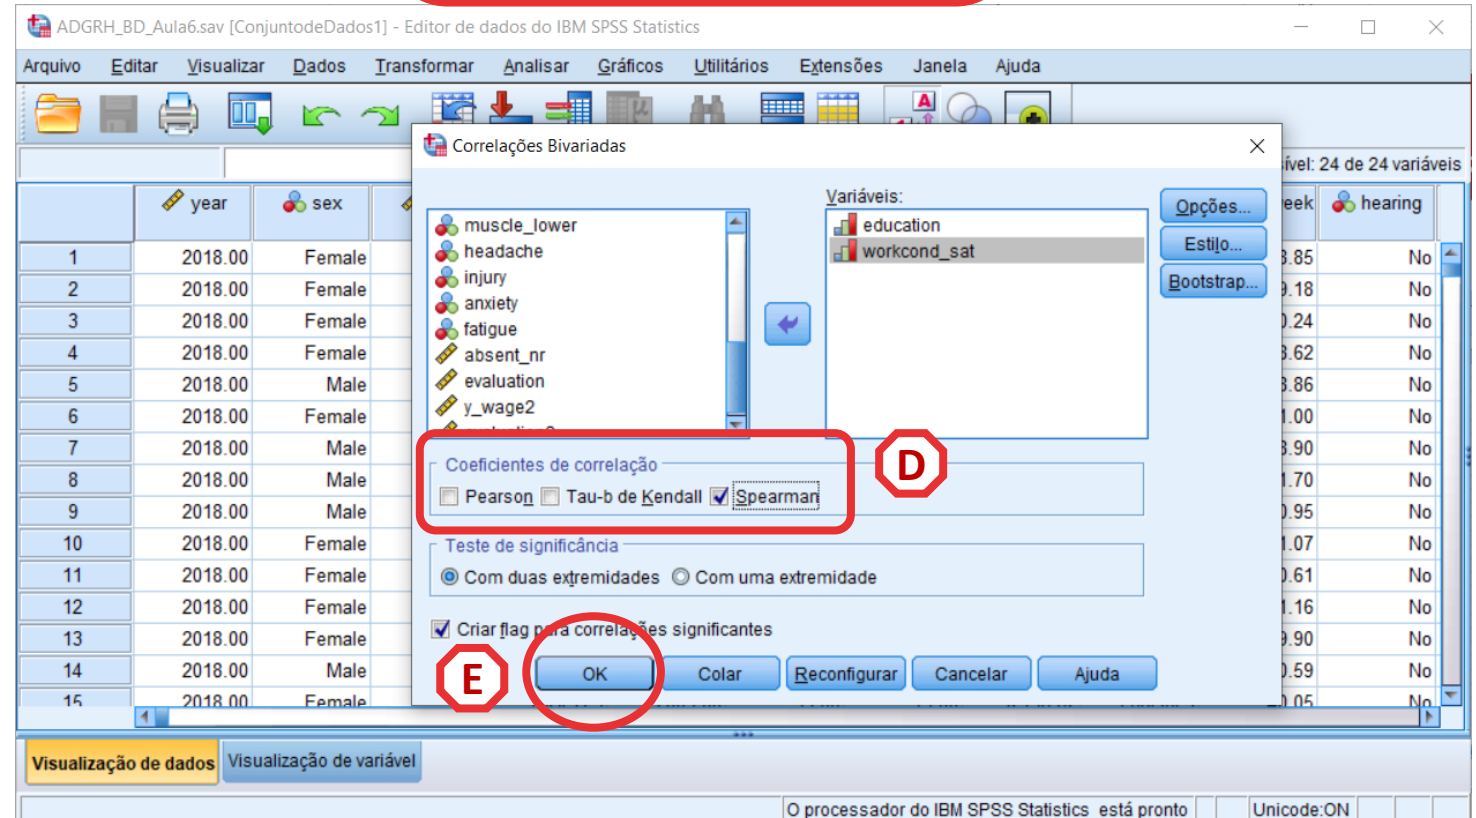 ADGRH_BD_Aula6.sav [ConjuntodeDados1] - Editor de dados do IBM SPSS Statistics
Arquivo Editar Visualizar Dados Transformar Analisar Gráficos Utilitários Extensões Janela Ajuda
A
Correlações Bivariadas
ível: 24 de 24 variáveis
year sex eek hearing
1 2018.00 Female 3.85 No
2 2018.00 Female 9.18 No
3 2018.00 Female 0.24 No
4 2018.00 Female 3.62 No
5 2018.00 Male 3.86 No
6 2018.00 Female 1.00 No
7 2018.00 Male 3.90 No
8 2018.00 Male 1.70 No
9 2018.00 Male 0.95 No
10 2018.00 Female 1.07 No
11 2018.00 Female 0.61 No
12 2018.00 Female 1.16 No
13 2018.00 Male 9.90 No
14 2018.00 Male 0.59 No
15 2018.00 Female 0.05 No
muscle_lower
headache
injury
anxiety
fatigue
absent_nr
evaluation
y_wage2
Variáveis:
education
workcond_sat
Opções...
Estilo...
Bootstrap...
Coeficientes de correlação
D
Pearson Tau-b de Kendall Spearman
Teste de significância
Com duas extremidades Com uma extremidade
Criar flag para correlações significantes
E
OK Colar Reconfigurar Cancelar Ajuda
Visualização de dados Visualização de variável
O processador do IBM SPSS Statistics está pronto Unicode:ON